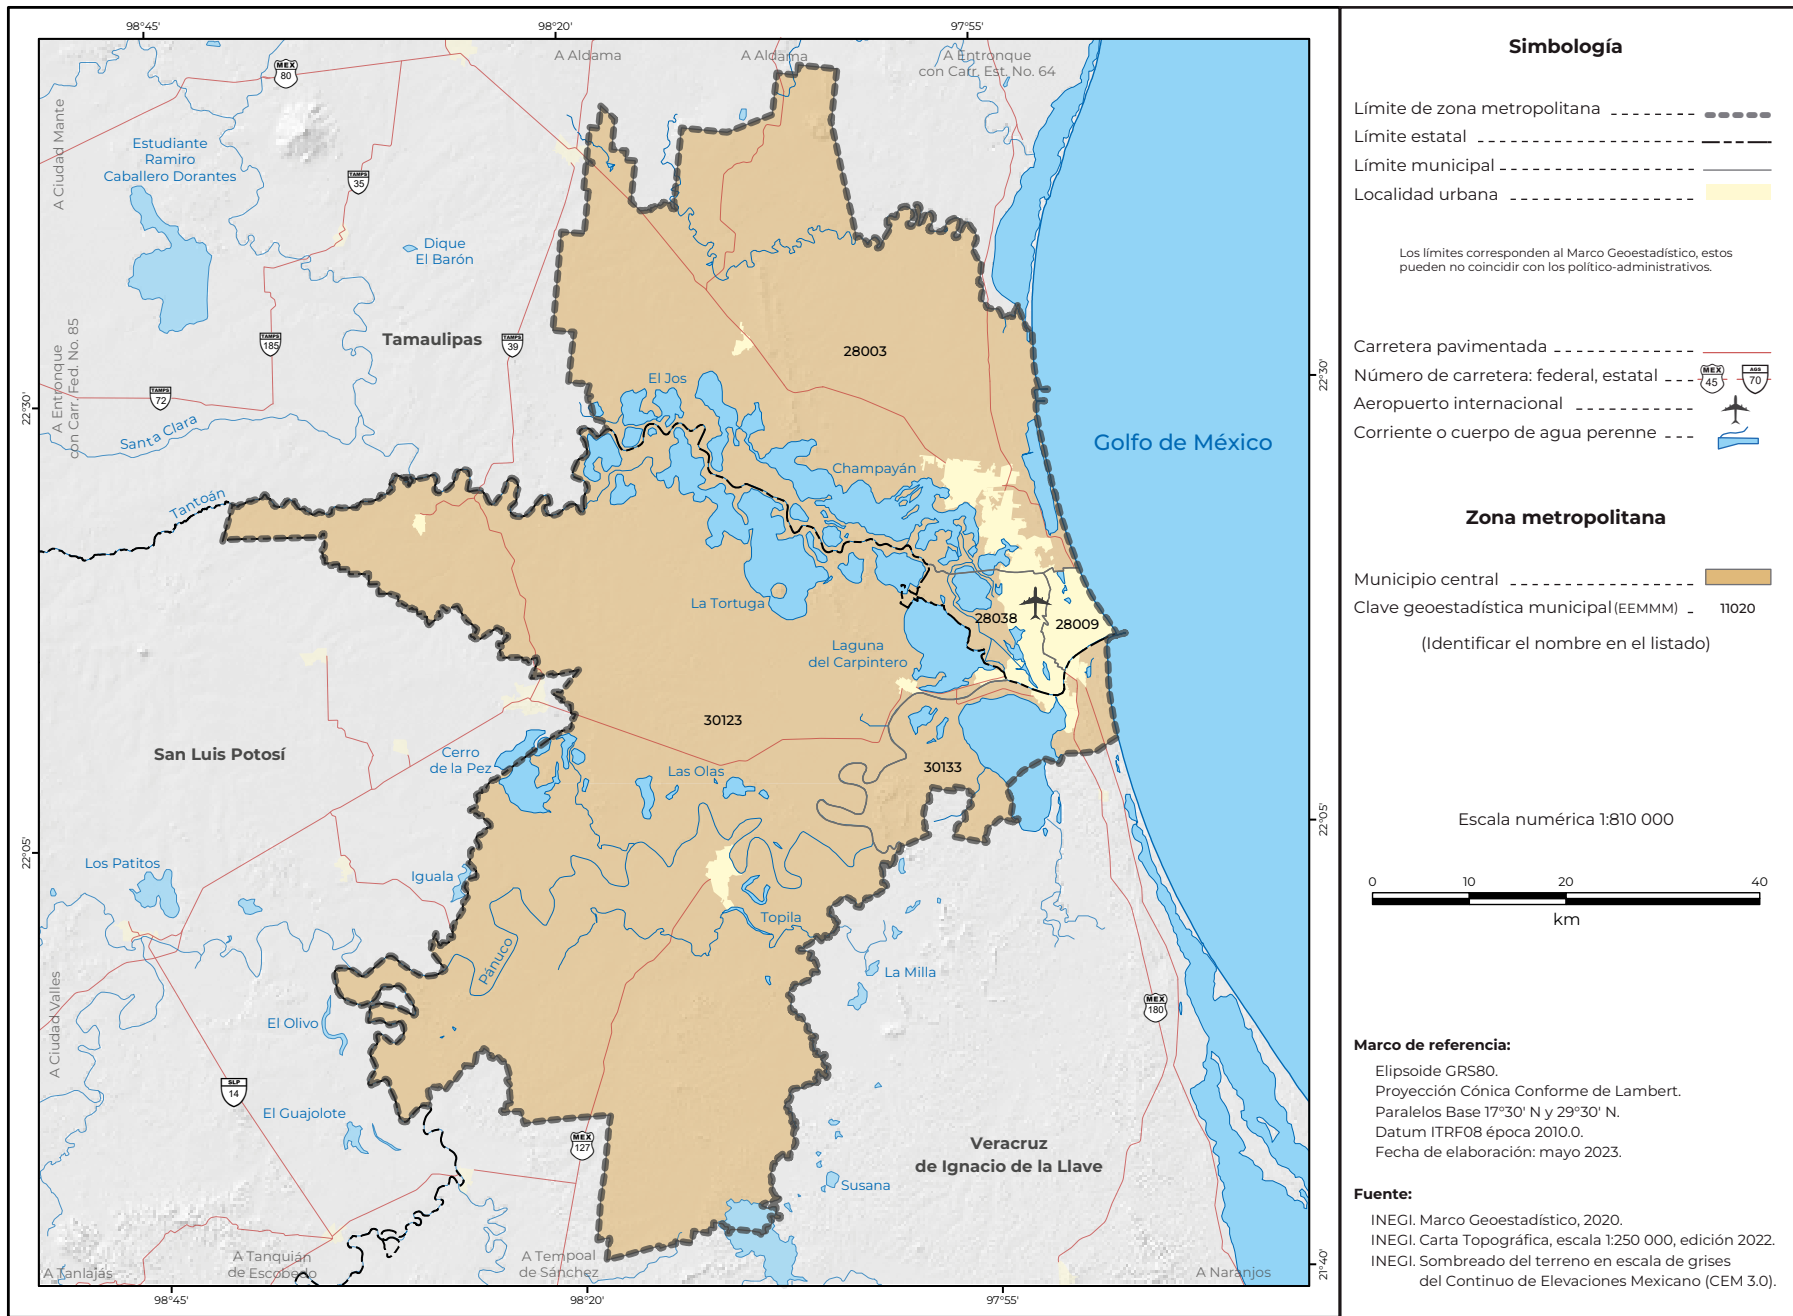 98°45'
98°20'
97°55'
A Aldama
A Aldama
A Entronque
con Carr. Est. No. 64
MEX
80
A Ciudad Mante
Estudiante
Ramiro
Caballero Dorantes
TAMPS
35
Dique
El Barón
A Entronque
con Carr. Fed. No. 85
TAMPS
185
Tamaulipas
TAMPS
39
28003
El Jos
TAMPS
72
22°30'
22°30'
Santa Clara
Golfo de México
Champayán
Tantoán
La Tortuga
28038
28009
Laguna
del Carpintero
30123
San Luis Potosí
Cerro
de la Pez
Las Olas
30133
22°05'
22°05'
Los Patitos
Iguala
Topila
Pánuco
La Milla
A Ciudad Valles
El Olivo
MEX
180
SLP
14
El Guajolote
MEX
127
Veracruz
de Ignacio de la Llave
Susana
A Tanlajás
A Tanquián
de Escobedo
A Tempoal
de Sánchez
A Naranjos
21°40'
98°45'
98°20'
97°55'
Simbología
Límite de zona metropolitana
Límite estatal
Límite municipal
Localidad urbana
Los límites corresponden al Marco Geoestadístico, estos
pueden no coincidir con los político-administrativos.
Carretera pavimentada
Número de carretera: federal, estatal
MEX
45
AGS
70
Aeropuerto internacional
Corriente o cuerpo de agua perenne
Zona metropolitana
Municipio central
Clave geoestadística municipal (EEMMM)
11020
(Identificar el nombre en el listado)
Escala numérica 1:810 000
0 10 20 40
km
Marco de referencia:
Elipsoide GRS80.
Proyección Cónica Conforme de Lambert.
Paralelos Base 17°30' N y 29°30' N.
Datum ITRF08 época 2010.0.
Fecha de elaboración: mayo 2023.
Fuente:
INEGI. Marco Geoestadístico, 2020.
INEGI. Carta Topográfica, escala 1:250 000, edición 2022.
INEGI. Sombreado del terreno en escala de grises
del Continuo de Elevaciones Mexicano (CEM 3.0).